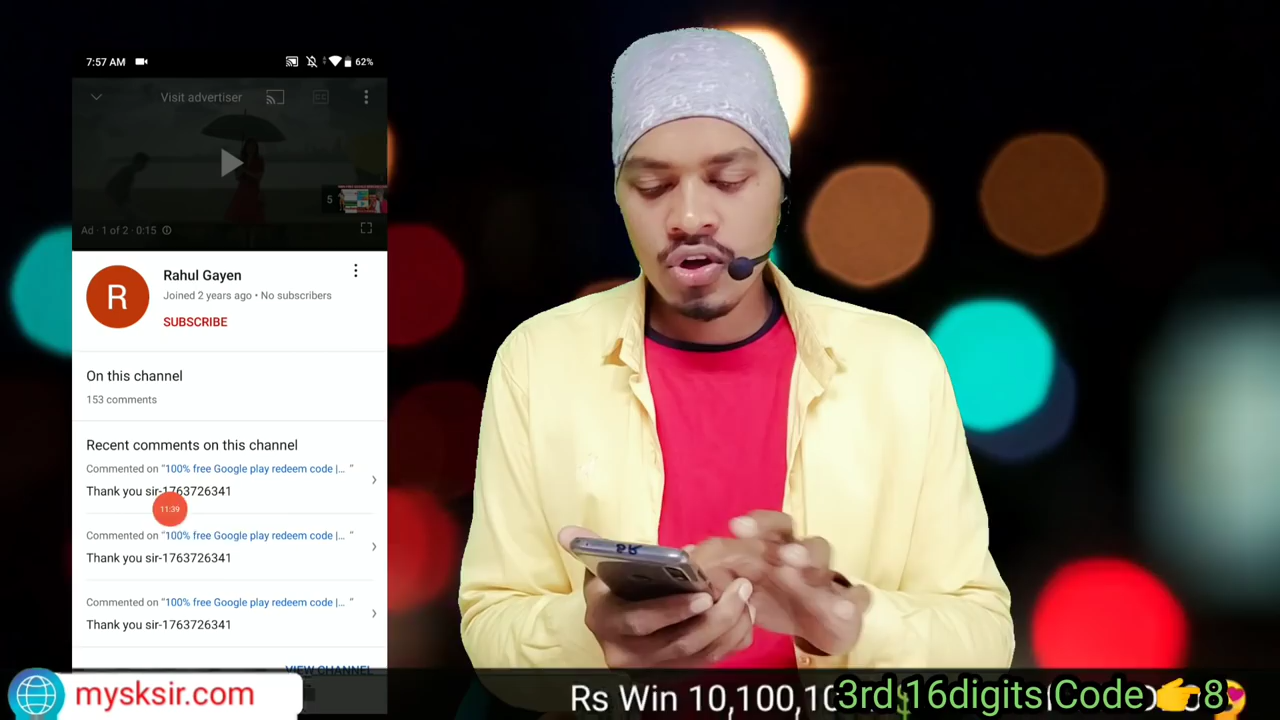 7:57 AM
62%
Visit advertiser
5
Ad · 1 of 2 · 0:15
R
Rahul Gayen
Joined 2 years ago • No subscribers
SUBSCRIBE
On this channel
153 comments
Recent comments on this channel
Commented on "100% free Google play redeem code |... "
Thank you sir-1763726341
11:39
Commented on "100% free Google play redeem code |... "
Thank you sir-1763726341
Commented on "100% free Google play redeem code |... "
Thank you sir-1763726341
VIEW CHANNEL
mysksir.com
Rs Win 10,100,10
3rd 16digits Code👉8